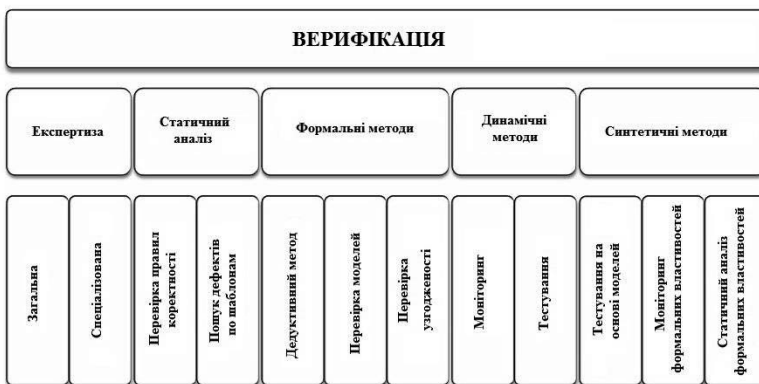 ВЕРИФІКАЦІЯ
Експертиза
Статичний
аналіз
Формальні методи
Динамічні
методи
Синтетичні методи
Загальна
Спеціалізована
Перевірка правил
коректності
Пошук дефектів
по шаблонам
Дедуктивний метод
Перевірка моделей
Перевірка
узгодженості
Моніторинг
Тестування
Тестування на
основі моделей
Моніторинг
формальних властивостей
Статичний аналіз
формальних властивостей